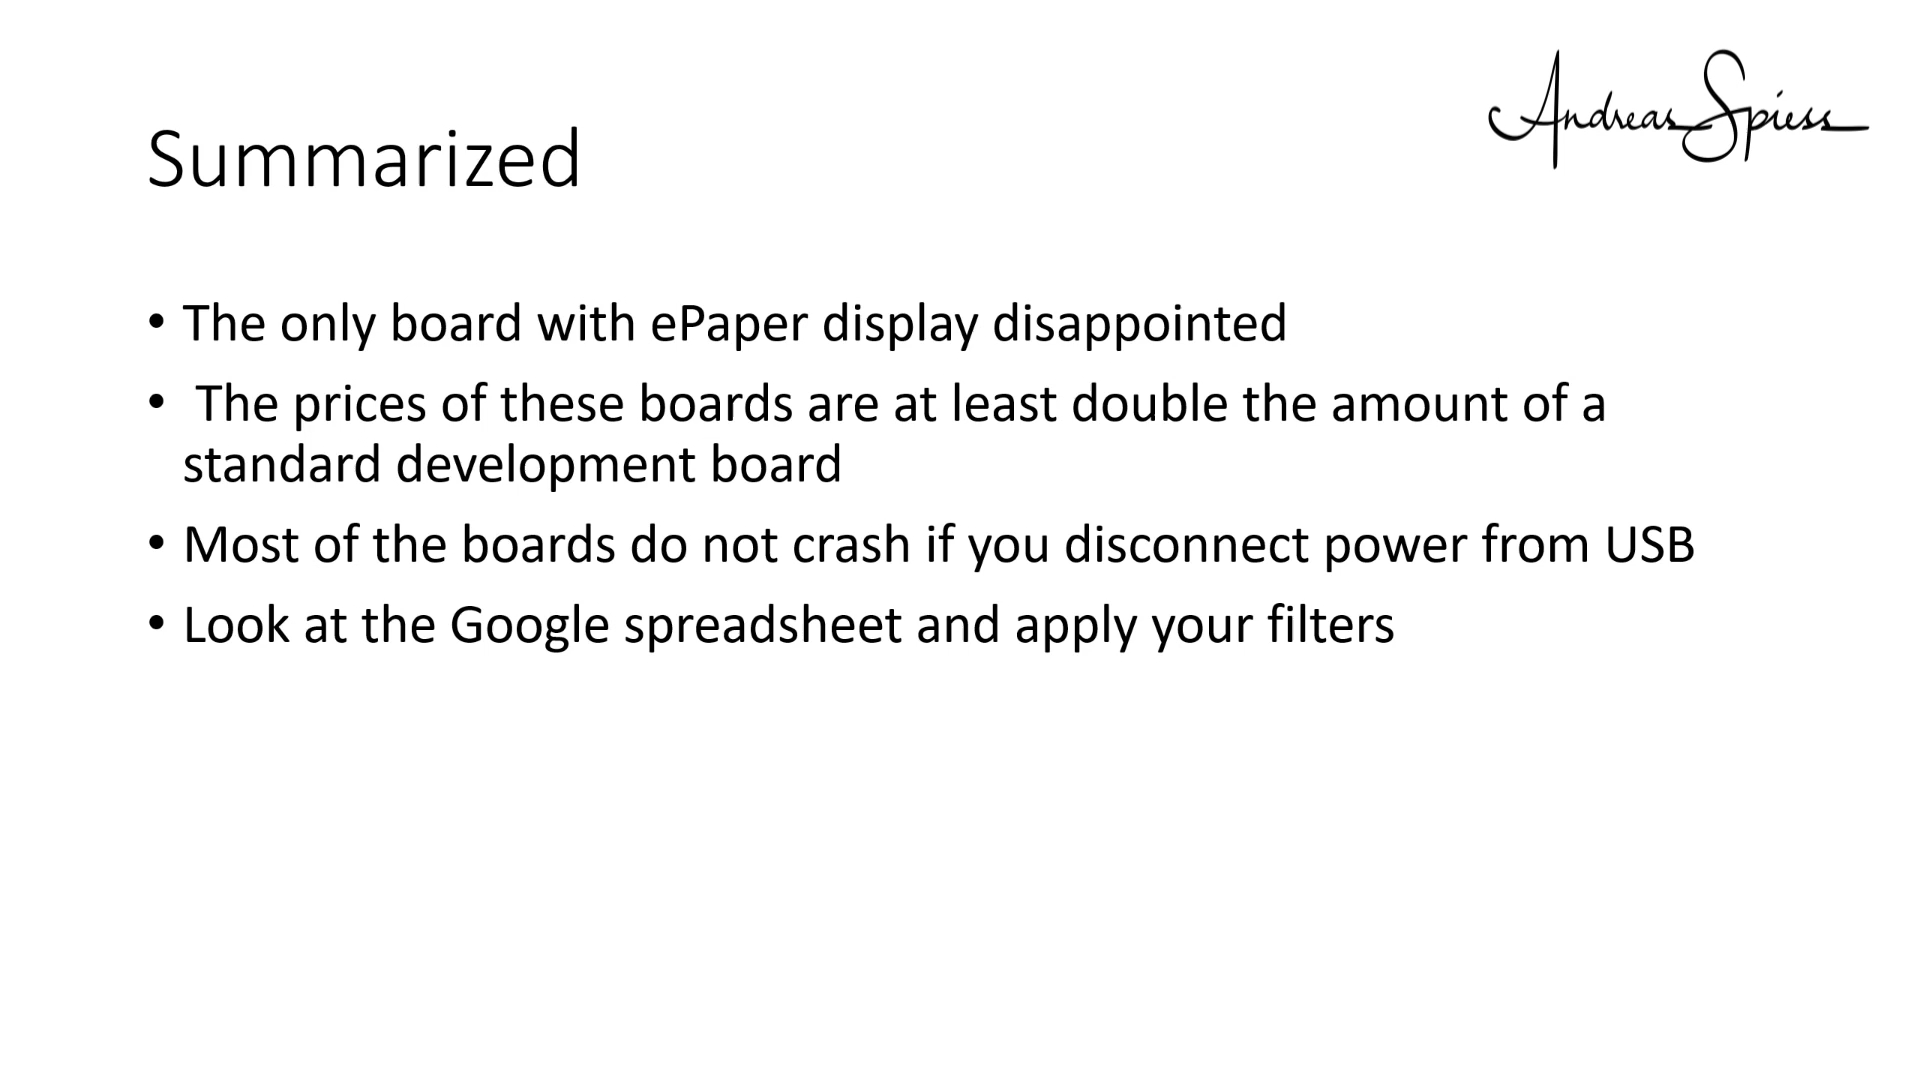 Andreas Spiess
Summarized
• The only board with ePaper display disappointed
• The prices of these boards are at least double the amount of a
standard development board
• Most of the boards do not crash if you disconnect power from USB
• Look at the Google spreadsheet and apply your filters